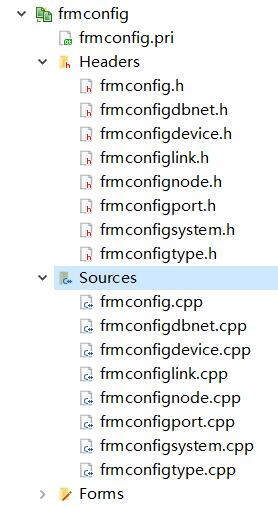 frmconfig
frmconfig.pri
Headers
frmconfig.h
frmconfigdbnet.h
frmconfigdevice.h
frmconfiglink.h
frmconfignode.h
frmconfigport.h
frmconfigsystem.h
frmconfigtype.h
Sources
frmconfig.cpp
frmconfigdbnet.cpp
frmconfigdevice.cpp
frmconfiglink.cpp
frmconfignode.cpp
frmconfigport.cpp
frmconfigsystem.cpp
frmconfigtype.cpp
Forms